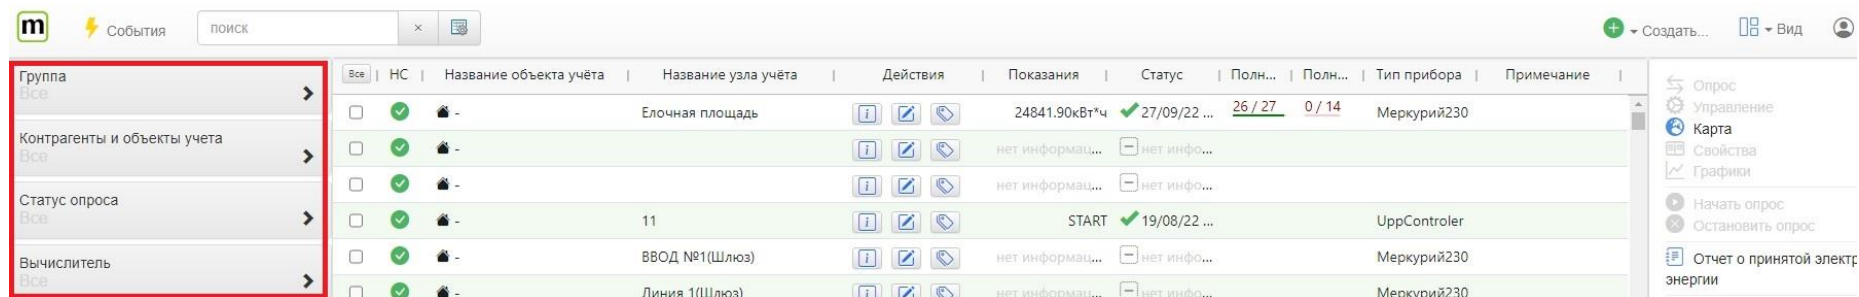 m События поиск × Создать... Вид
Группа
Все
Контрагенты и объекты учета
Все
Статус опроса
Все
Вычислитель
Все
Все НС Название объекта учёта Название узла учёта Действия Показания Статус Полн... Полн... Тип прибора Примечание
- Елочная площадь i 24841.90кВт*ч 27/09/22 ... 26 / 27 0 / 14 Меркурий230
- i нет информац... нет инфо...
- i нет информац... нет инфо...
- 11 i START 19/08/22 ... UppControler
- ВВОД №1(Шлюз) i нет информац... нет инфо... Меркурий230
- Линия 1(Шлюз) i нет информац... нет инфо... Меркурий230
Опрос
Управление
Карта
Свойства
Графики
Начать опрос
Остановить опрос
Отчет о принятой электр
энергии